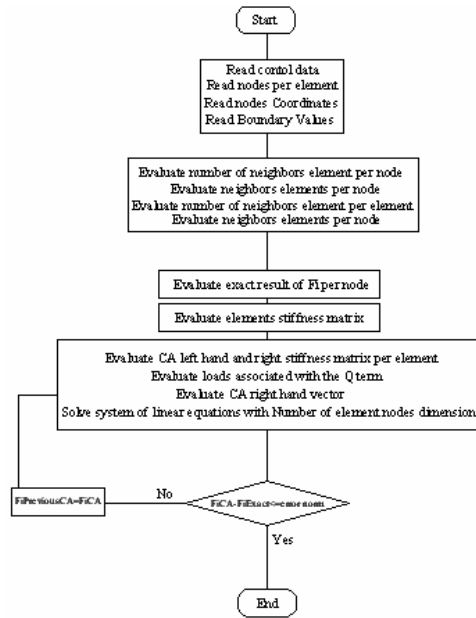 Start
Read contol data
Read nodes per element
Read nodes Coordinates
Read Boundary Values
Evaluate number of neighbors element per node
Evaluate neighbors elements per node
Evaluate number of neighbors element per element
Evaluate neighbors elements per node
Evaluate exact result of Fi per node
Evaluate elements stiffness matrix
Evaluate CA left hand and right stiffness matrix per element
Evaluate loads associated with the Q term
Evaluate CA right hand vector
Solve system of linear equations with Number of element nodes dimension
FiPreviousCA=FiCA
No
FiCA-FiExact<=error norm
Yes
End